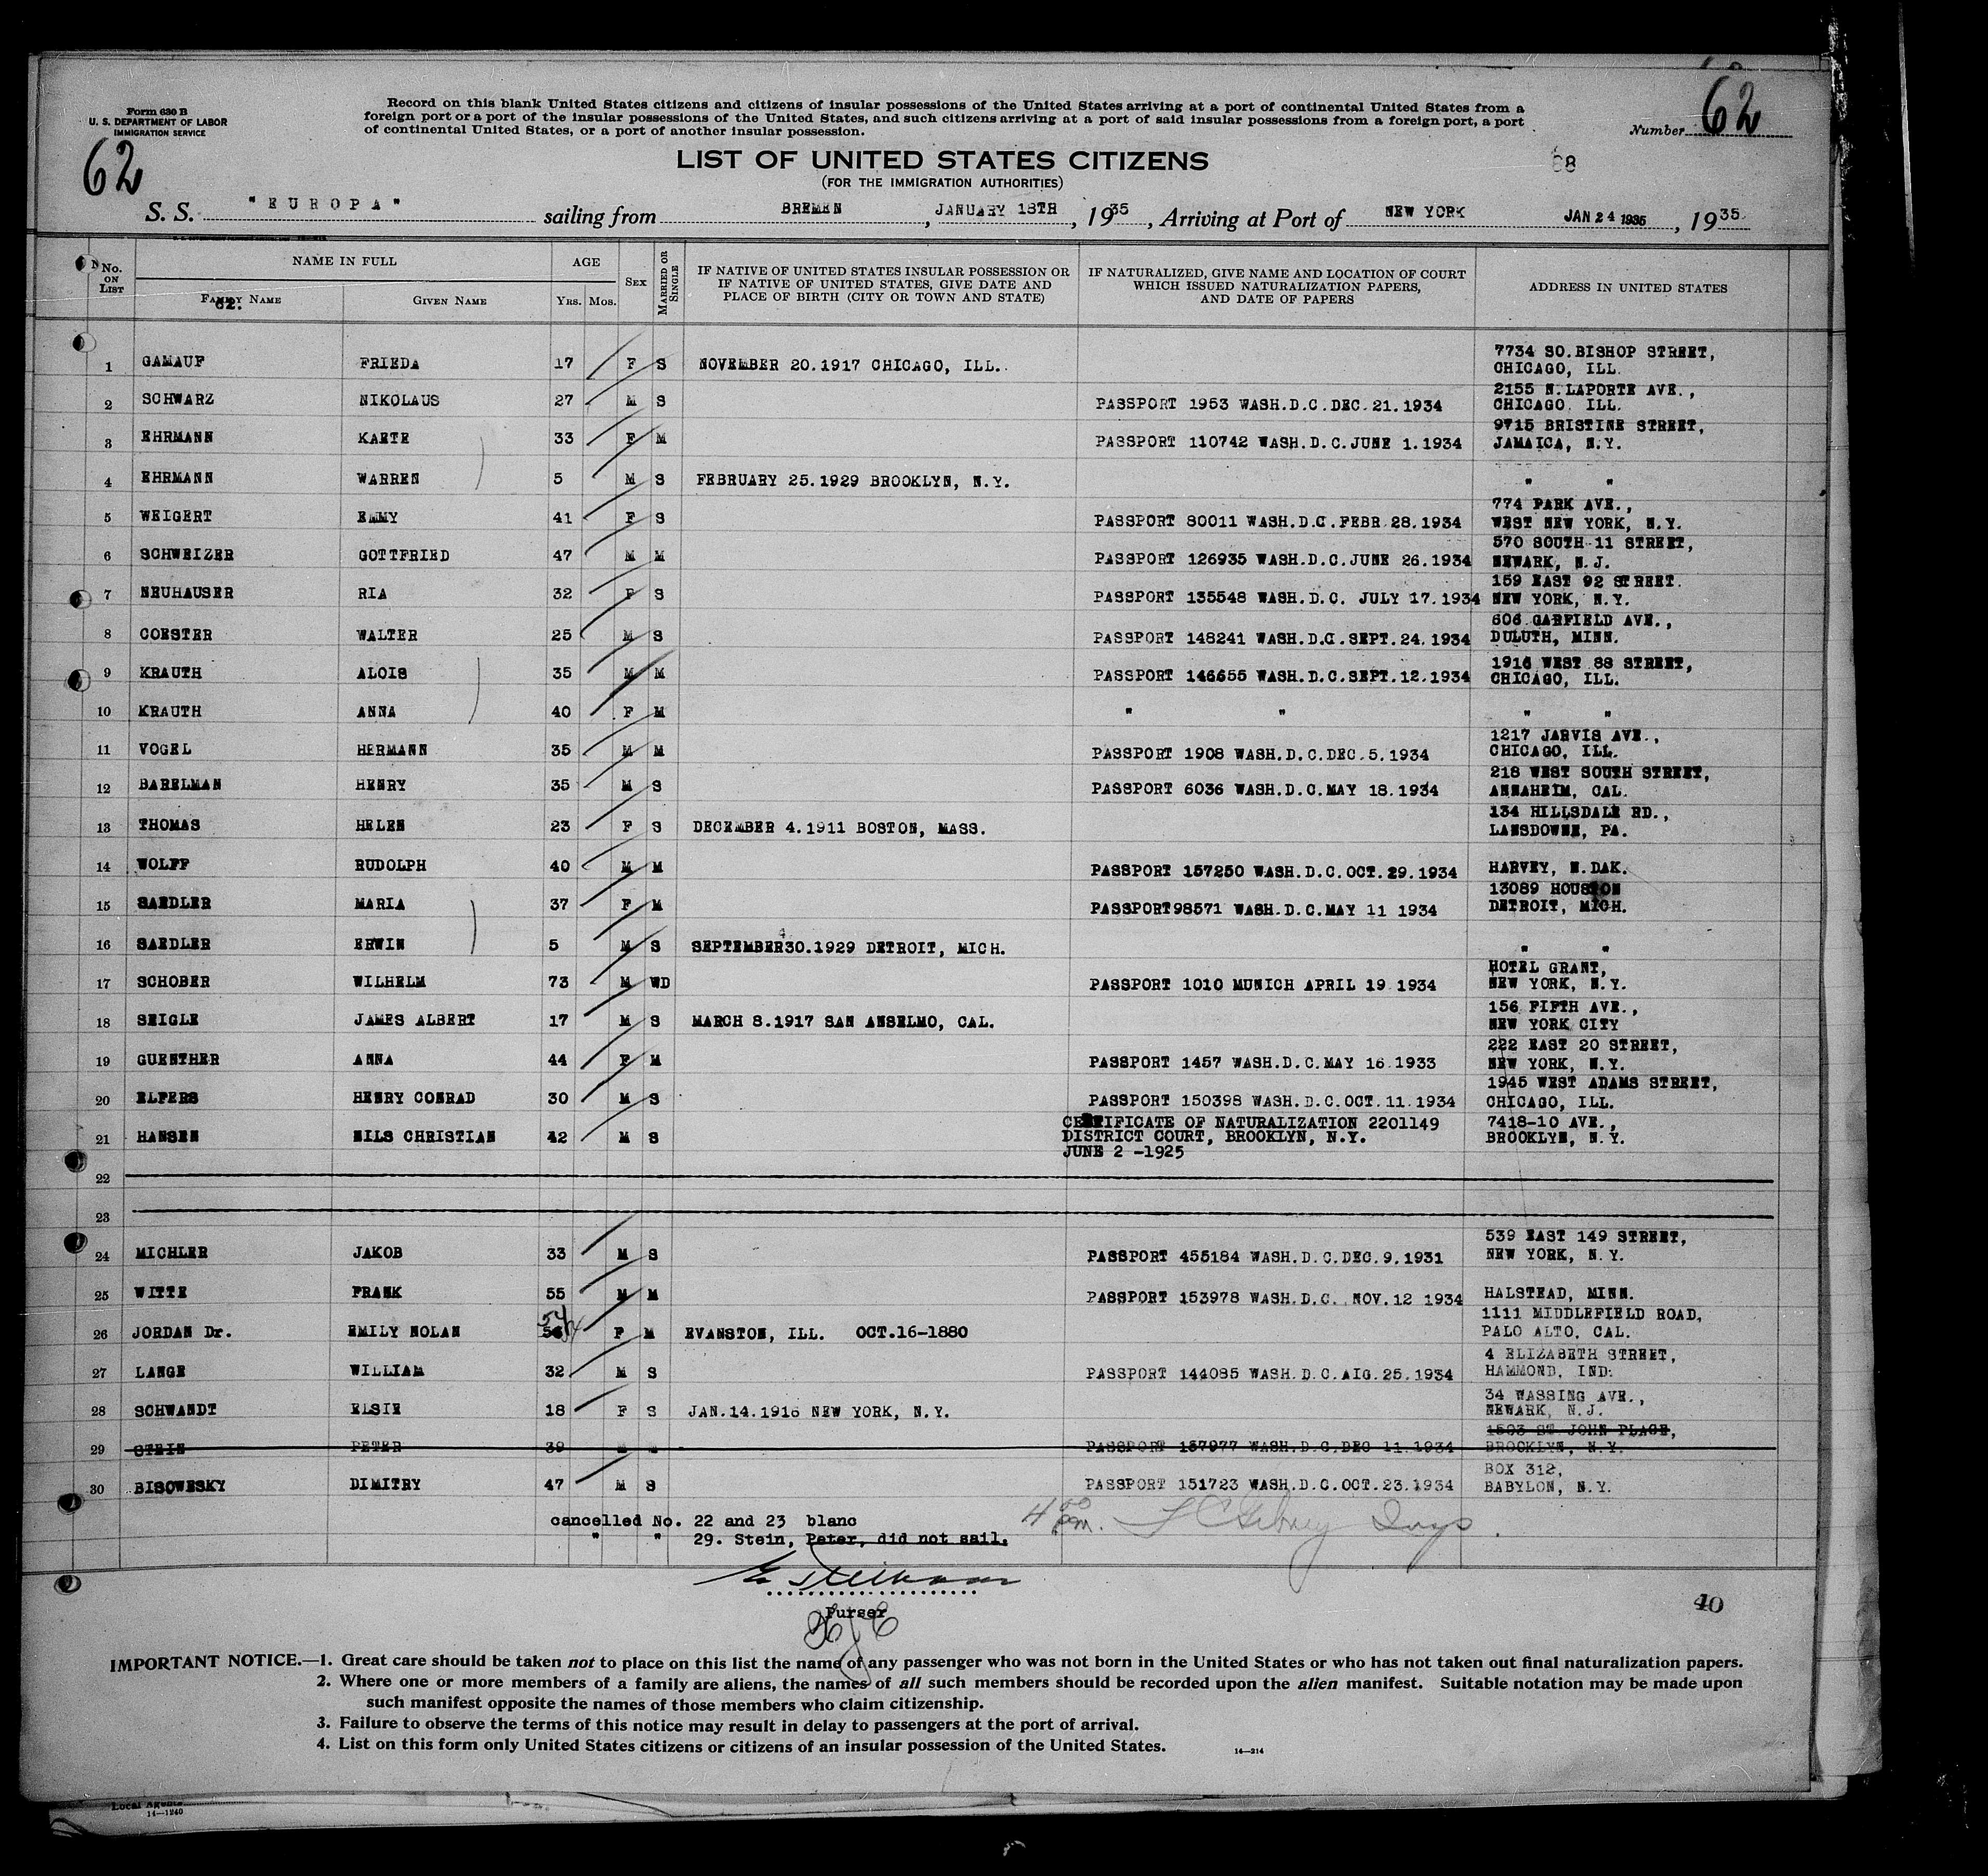 Form 630 B
U. S. DEPARTMENT OF LABOR
IMMIGRATION SERVICE
62
Record on this blank United States citizens and citizens of insular possessions of the United States arriving at a port of continental United States from a
foreign port or a port of the insular possessions of the United States, and such citizens arriving at a port of said insular possessions from a foreign port, a port
of continental United States, or a port of another insular possession.
Number 62
LIST OF UNITED STATES CITIZENS
68
(FOR THE IMMIGRATION AUTHORITIES)
S. S. "EUROPA" sailing from BREMEN, JANUARY 18TH, 1935, Arriving at Port of NEW YORK JAN 24 1935, 1935
No. ON LIST NAME IN FULL AGE SEX MARRIED OR SINGLE IF NATIVE OF UNITED STATES INSULAR POSSESSION OR IF NATIVE OF UNITED STATES, GIVE DATE AND PLACE OF BIRTH (CITY OR TOWN AND STATE) IF NATURALIZED, GIVE NAME AND LOCATION OF COURT WHICH ISSUED NATURALIZATION PAPERS, AND DATE OF PAPERS ADDRESS IN UNITED STATES
FAMILY NAME GIVEN NAME Yrs. Mos.
62.
1 GAMAUF FRIEDA 17 F S NOVEMBER 20.1917 CHICAGO, ILL. 7734 SO.BISHOP STREET, CHICAGO, ILL.
2 SCHWARZ NIKOLAUS 27 M S PASSPORT 1953 WASH.D.C.DEC.21.1934 2155 N.LAPORTE AVE., CHICAGO. ILL.
3 EHRMANN KAETE 33 F M PASSPORT 110742 WASH.D.C.JUNE 1.1934 9715 BRISTINE STREET, JAMAICA, N.Y.
4 EHRMANN WARREN 5 M S FEBRUARY 25.1929 BROOKLYN, N.Y. " "
5 WEIGERT EMMY 41 F S PASSPORT 80011 WASH.D.C.FEBR 28.1934 774 PARK AVE., WEST NEW YORK, N.Y.
6 SCHWEIZER GOTTFRIED 47 M M PASSPORT 126935 WASH.D.C.JUNE 26.1934 570 SOUTH 11 STREET, NEWARK, N.J.
7 NEUHAUSER RIA 32 F S PASSPORT 135548 WASH.D.C. JULY 17.1934 159 EAST 92 STREET. NEW YORK, N.Y.
8 COESTER WALTER 25 M S PASSPORT 148241 WASH.D.C.SEPT.24.1934 606 GARFIELD AVE., DULUTH, MINN.
9 KRAUTH ALOIS 35 M M PASSPORT 146655 WASH.D.C.SEPT.12.1934 1916 WEST 88 STREET, CHICAGO, ILL.
10 KRAUTH ANNA 40 F M " " " "
11 VOGEL HERMANN 35 M M PASSPORT 1908 WASH.D.C.DEC.5.1934 1217 JARVIS AVE., CHICAGO, ILL.
12 BARELMAN HENRY 35 M S PASSPORT 6036 WASH.D.C.MAY 18.1934 218 WEST SOUTH STREET, ANNAHEIM, CAL.
13 THOMAS HELEN 23 F S DECEMBER 4.1911 BOSTON, MASS. 134 HILLSDALE RD., LANSDOWNE, PA.
14 WOLFF RUDOLPH 40 M M PASSPORT 157250 WASH.D.C.OCT.29.1934 HARVEY, N.DAK.
15 SAEDLER MARIA 37 F M PASSPORT98571 WASH.D.C.MAY 11 1934 13089 HOUSTON DETROIT, MICH.
16 SAEDLER ERWIN 5 M S SEPTEMBER30.1929 DETROIT, MICH. " "
17 SCHOBER WILHELM 73 M WD PASSPORT 1010 MUNICH APRIL 19 1934 HOTEL GRANT, NEW YORK, N.Y.
18 SEIGLE JAMES ALBERT 17 M S MARCH 8.1917 SAN ANSELMO, CAL. 156 FIFTH AVE., NEW YORK CITY
19 GUENTHER ANNA 44 F M PASSPORT 1457 WASH.D.C.MAY 16.1933 222 EAST 20 STREET, NEW YORK, N.Y.
20 ELFERS HENRY CONRAD 30 M S PASSPORT 150398 WASH.D.C.OCT.11.1934 1945 WEST ADAMS STREET, CHICAGO, ILL.
21 HANSEN NILS CHRISTIAN 42 M S CERTIFICATE OF NATURALIZATION 2201149 DISTRICT COURT, BROOKLYN, N.Y. JUNE 2 -1925 7418-10 AVE., BROOKLYN, N.Y.
22
23
24 MICHLER JAKOB 33 M S PASSPORT 455184 WASH.D.C.DEC.9.1931 539 EAST 149 STREET, NEW YORK, N.Y.
25 WITTE FRANK 55 M M PASSPORT 153978 WASH.D.C. NOV.12 1934 HALSTEAD, MINN.
26 JORDAN Dr. EMILY NOLAN 54 F M EVANSTON, ILL. OCT.16-1880 1111 MIDDLEFIELD ROAD, PALO ALTO, CAL.
27 LANGE WILLIAM 32 M S PASSPORT 144085 WASH.D.C.AIG.25.1934 4 ELIZABETH STREET, HAMMOND, IND.
28 SCHWANDT ELSIE 18 F S JAN.14.1916 NEW YORK, N.Y. 34 WASSING AVE., NEWARK, N.J.
29 STEIN PETER 39 M M PASSPORT 157977 WASH.D.C.DEC 11.1934 1503 ST JOHN PLACE, BROOKLYN, N.Y.
30 BISOWESKY DIMITRY 47 M S PASSPORT 151723 WASH.D.C.OCT.23.1934 BOX 312, BABYLON, N.Y.
cancelled No. 22 and 23 blanc
" " 29. Stein, Peter, did not sail.
4 00 pm.
Purser
40
IMPORTANT NOTICE.—1. Great care should be taken not to place on this list the name of any passenger who was not born in the United States or who has not taken out final naturalization papers.
2. Where one or more members of a family are aliens, the names of all such members should be recorded upon the alien manifest. Suitable notation may be made upon
such manifest opposite the names of those members who claim citizenship.
3. Failure to observe the terms of this notice may result in delay to passengers at the port of arrival.
4. List on this form only United States citizens or citizens of an insular possession of the United States.
14—214
Local Agents
14—1240